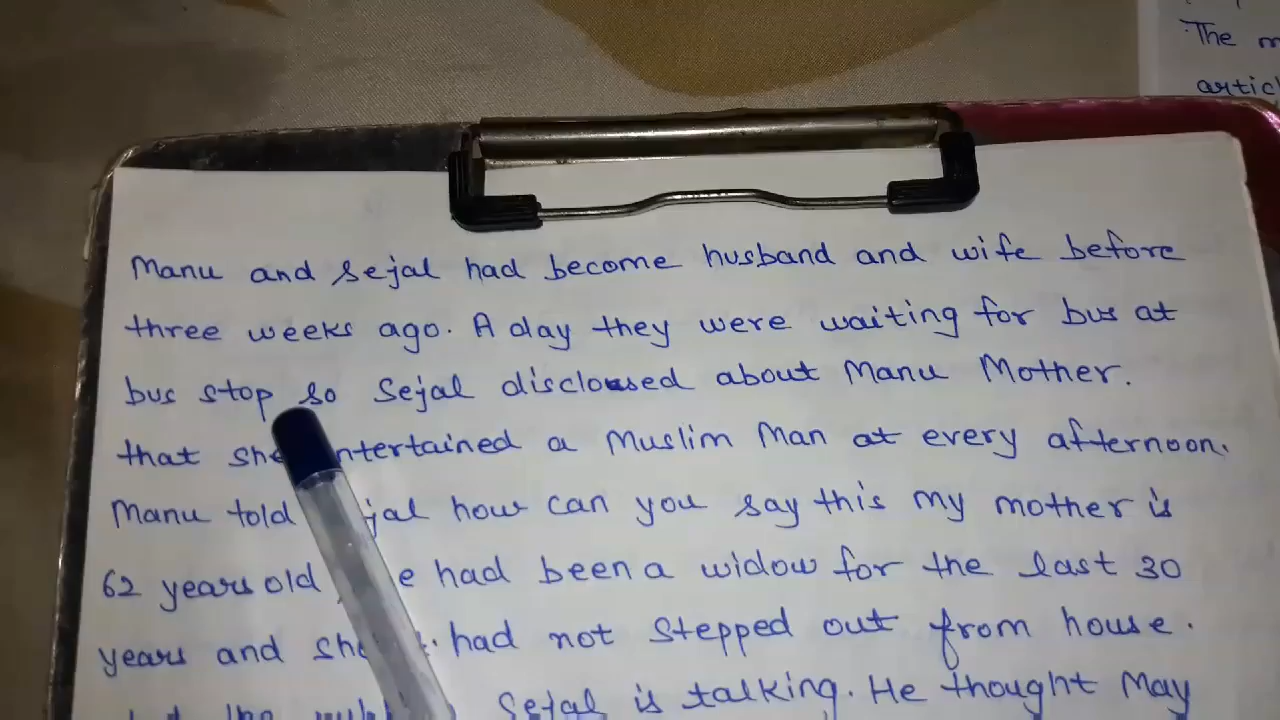 The
artic
Manu and Sejal had become husband and wife before
three weeks ago. A day they were waiting for bus at
bus stop so Sejal disclosed about Manu Mother.
that she entertained a Muslim Man at every afternoon.
Manu told jal how can you say this my mother is
62 years old e had been a widow for the last 30
years and she had not stepped out from house.
Sejal is talking. He thought May